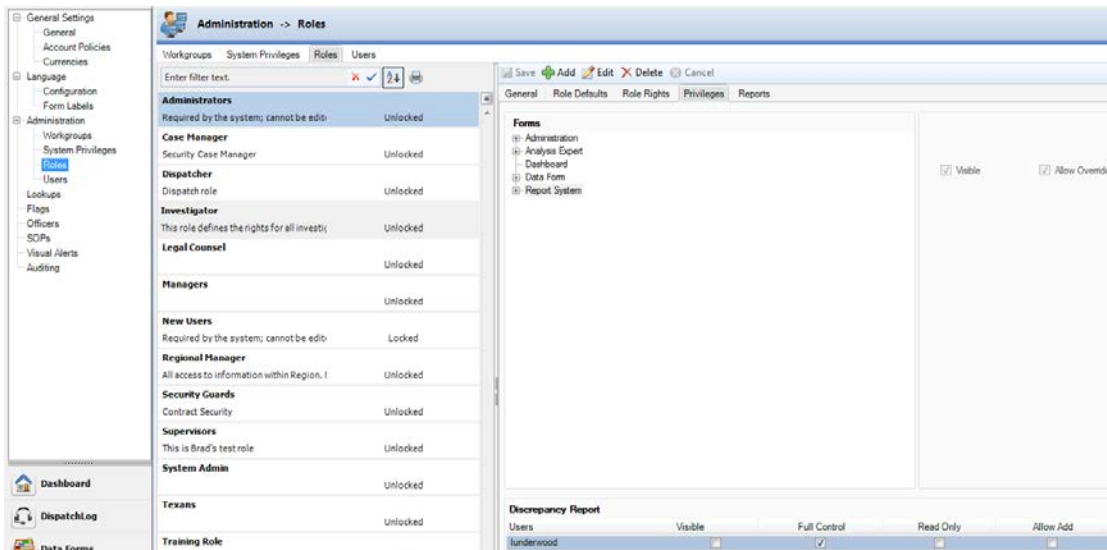 General Settings
General
Account Policies
Currencies
Language
Configuration
Form Labels
Administration
Workgroups
System Privileges
Roles
Users
Lookups
Flags
Officers
SOPs
Visual Alerts
Auditing
Dashboard
DispatchLog
Data Forms
Administration -> Roles
Workgroups System Privileges Roles Users
Enter filter text.
Administrators
Required by the system; cannot be edit Unlocked
Case Manager
Security Case Manager Unlocked
Dispatcher
Dispatch role Unlocked
Investigator
This role defines the rights for all investig Unlocked
Legal Counsel
Unlocked
Managers
Unlocked
New Users
Required by the system; cannot be edit Locked
Regional Manager
All access to information within Region. Unlocked
Security Guards
Contract Security Unlocked
Supervisors
This is Brad's test role Unlocked
System Admin
Unlocked
Texans
Unlocked
Training Role
Save Add Edit Delete Cancel
General Role Defaults Role Rights Privileges Reports
Forms
Administration
Analysis Expert
Dashboard
Data Form
Report System
Visible Allow Override
Discrepancy Report
Users Visible Full Control Read Only Allow Add
lunderwood